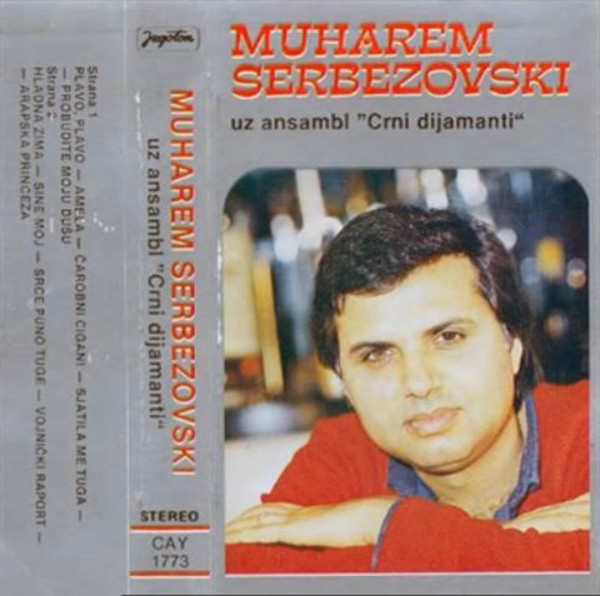 Strana 1
PLAVO, PLAVO — AMELA — ČAROBNI CIGANI — SJATILA ME TUGA —
— PROBUDITE MOJU DUŠU
Strana 2
HLADNA ZIMA — SINE MOJ — SRCE PUNO TUGE — VOJNIČKI RAPORT —
— ARAPSKA PRINCEZA
Jugoton
MUHAREM SERBEZOVSKI
uz ansambl "Crni dijamanti“
STEREO
CAY
1773
MUHAREM
SERBEZOVSKI
uz ansambl "Crni dijamanti“